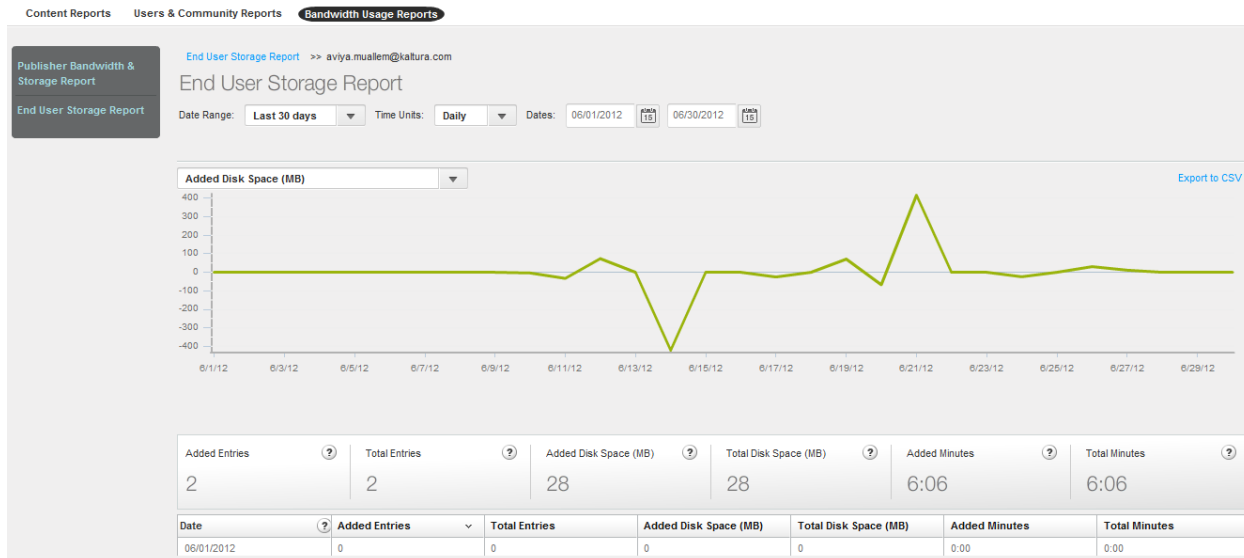 Content Reports Users & Community Reports Bandwidth Usage Reports
Publisher Bandwidth &
Storage Report
End User Storage Report
End User Storage Report >> aviya.muallem@kaltura.com
End User Storage Report
Date Range: Last 30 days Time Units: Daily Dates: 06/01/2012 15 06/30/2012 15
Added Disk Space (MB) Export to CSV
400
300
200
100
0
-100
-200
-300
-400
6/1/12 6/3/12 6/5/12 6/7/12 6/9/12 6/11/12 6/13/12 6/15/12 6/17/12 6/19/12 6/21/12 6/23/12 6/25/12 6/27/12 6/29/12
Added Entries ? Total Entries ? Added Disk Space (MB) ? Total Disk Space (MB) ? Added Minutes ? Total Minutes ?
2 2 28 28 6:06 6:06
Date ? Added Entries Total Entries Added Disk Space (MB) Total Disk Space (MB) Added Minutes Total Minutes
06/01/2012 0 0 0 0 0:00 0:00